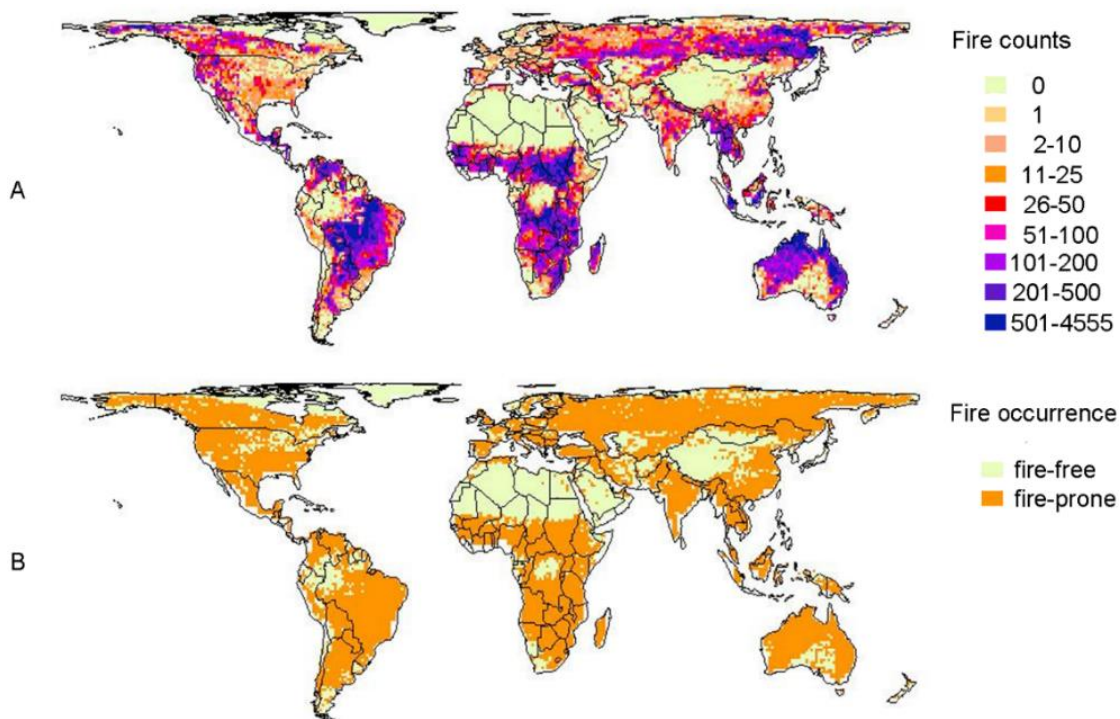 Fire counts
0
1
2-10
11-25
26-50
51-100
101-200
201-500
501-4555
A
Fire occurrence
fire-free
fire-prone
B